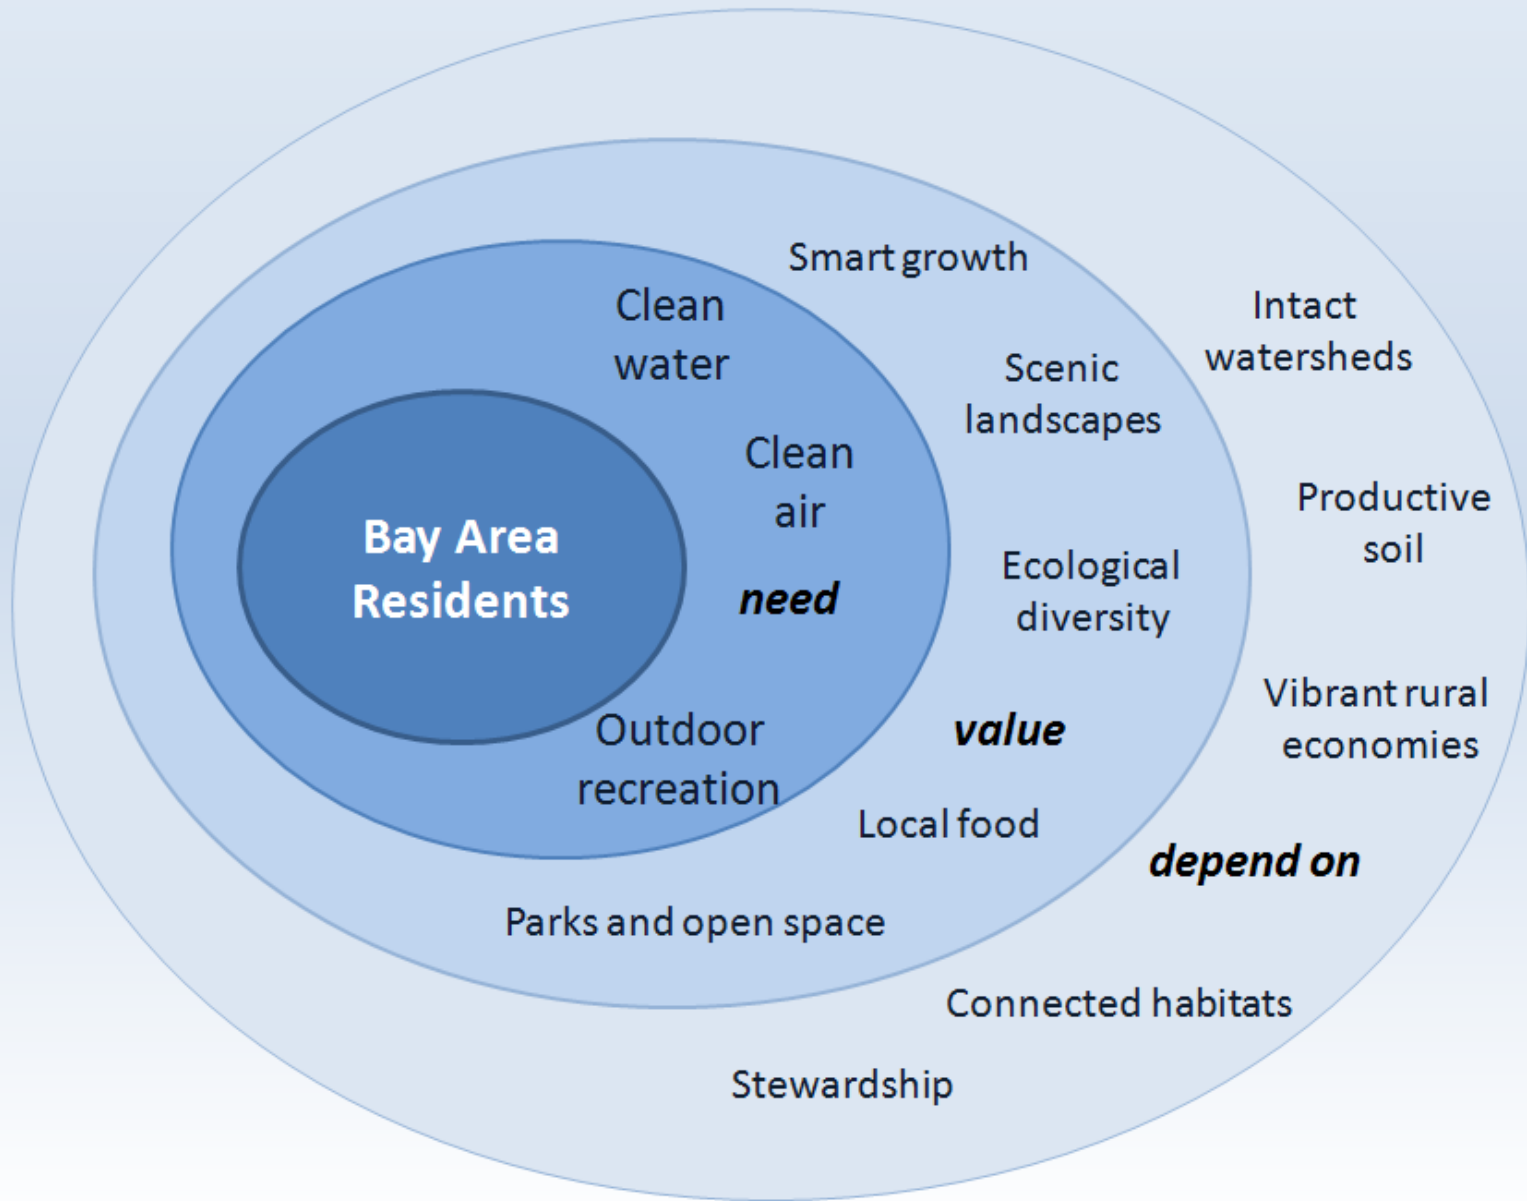 Bay Area
Residents
Clean
water
Clean
air
need
Outdoor
recreation
Smart growth
Scenic
landscapes
Ecological
diversity
value
Local food
Parks and open space
Intact
watersheds
Productive
soil
Vibrant rural
economies
depend on
Connected habitats
Stewardship